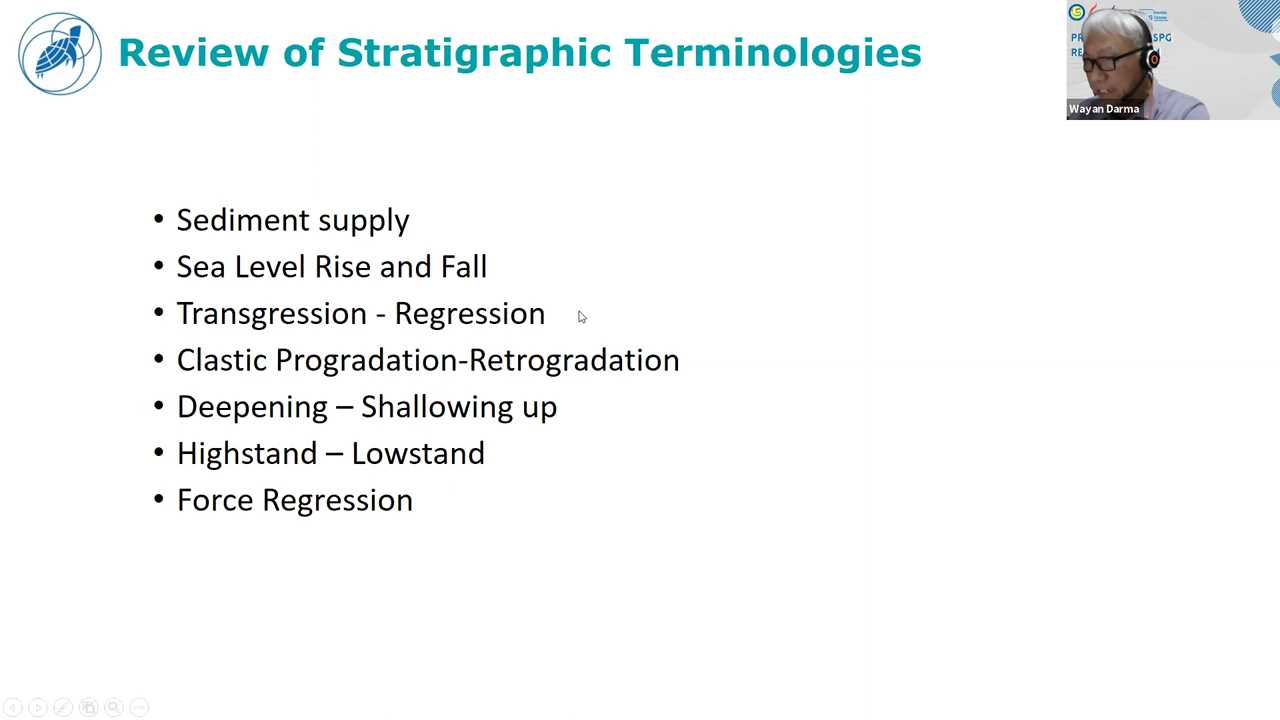 Review of Stratigraphic Terminologies
• Sediment supply
• Sea Level Rise and Fall
• Transgression - Regression
• Clastic Progradation-Retrogradation
• Deepening – Shallowing up
• Highstand – Lowstand
• Force Regression
SPG
Wayan Darma